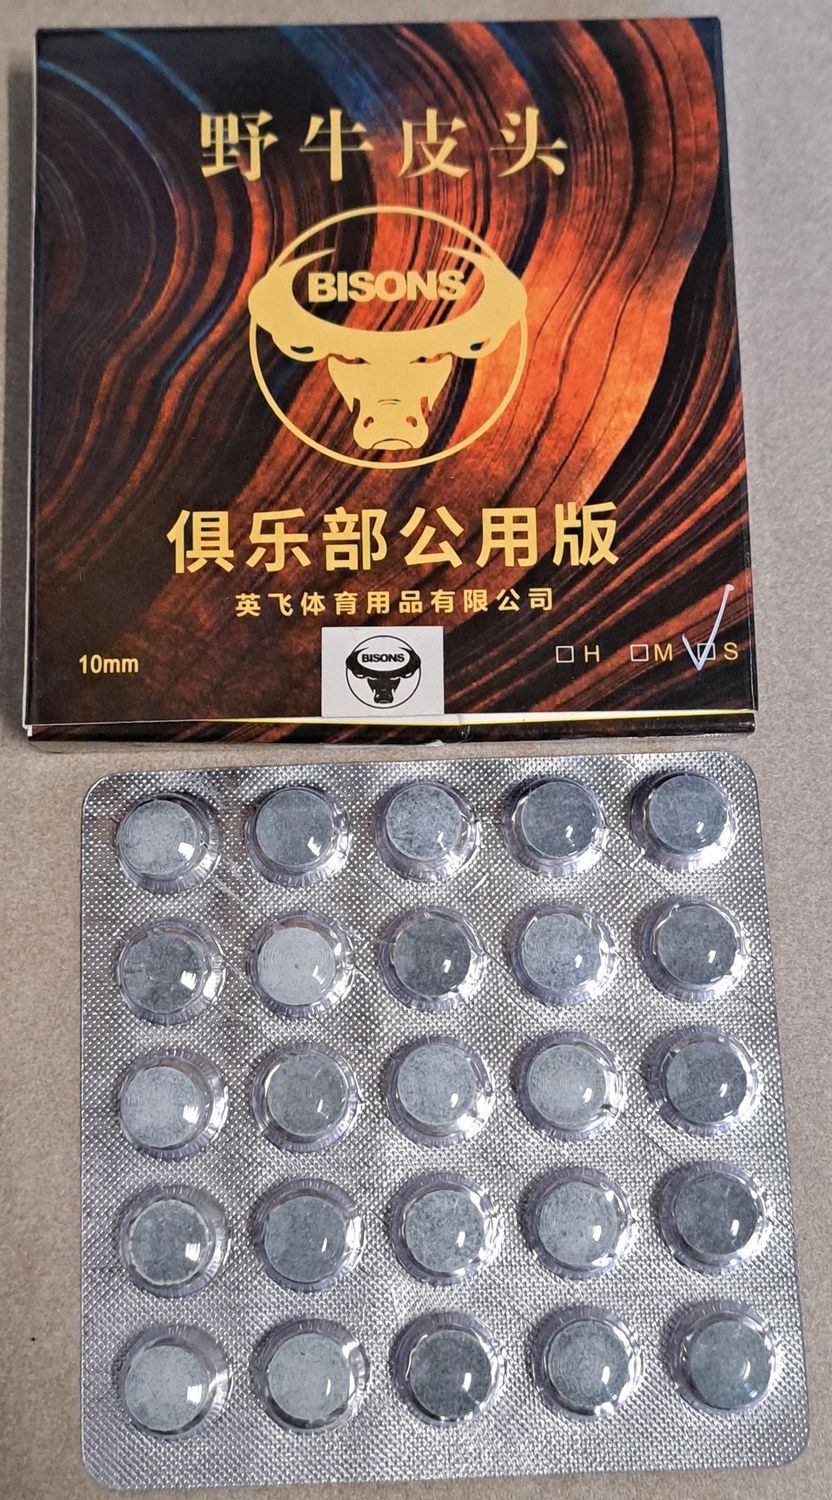 野牛皮头
BISONS
俱乐部公用版
英飞体育用品有限公司
10mm
BISONS
□ H □ M □ S